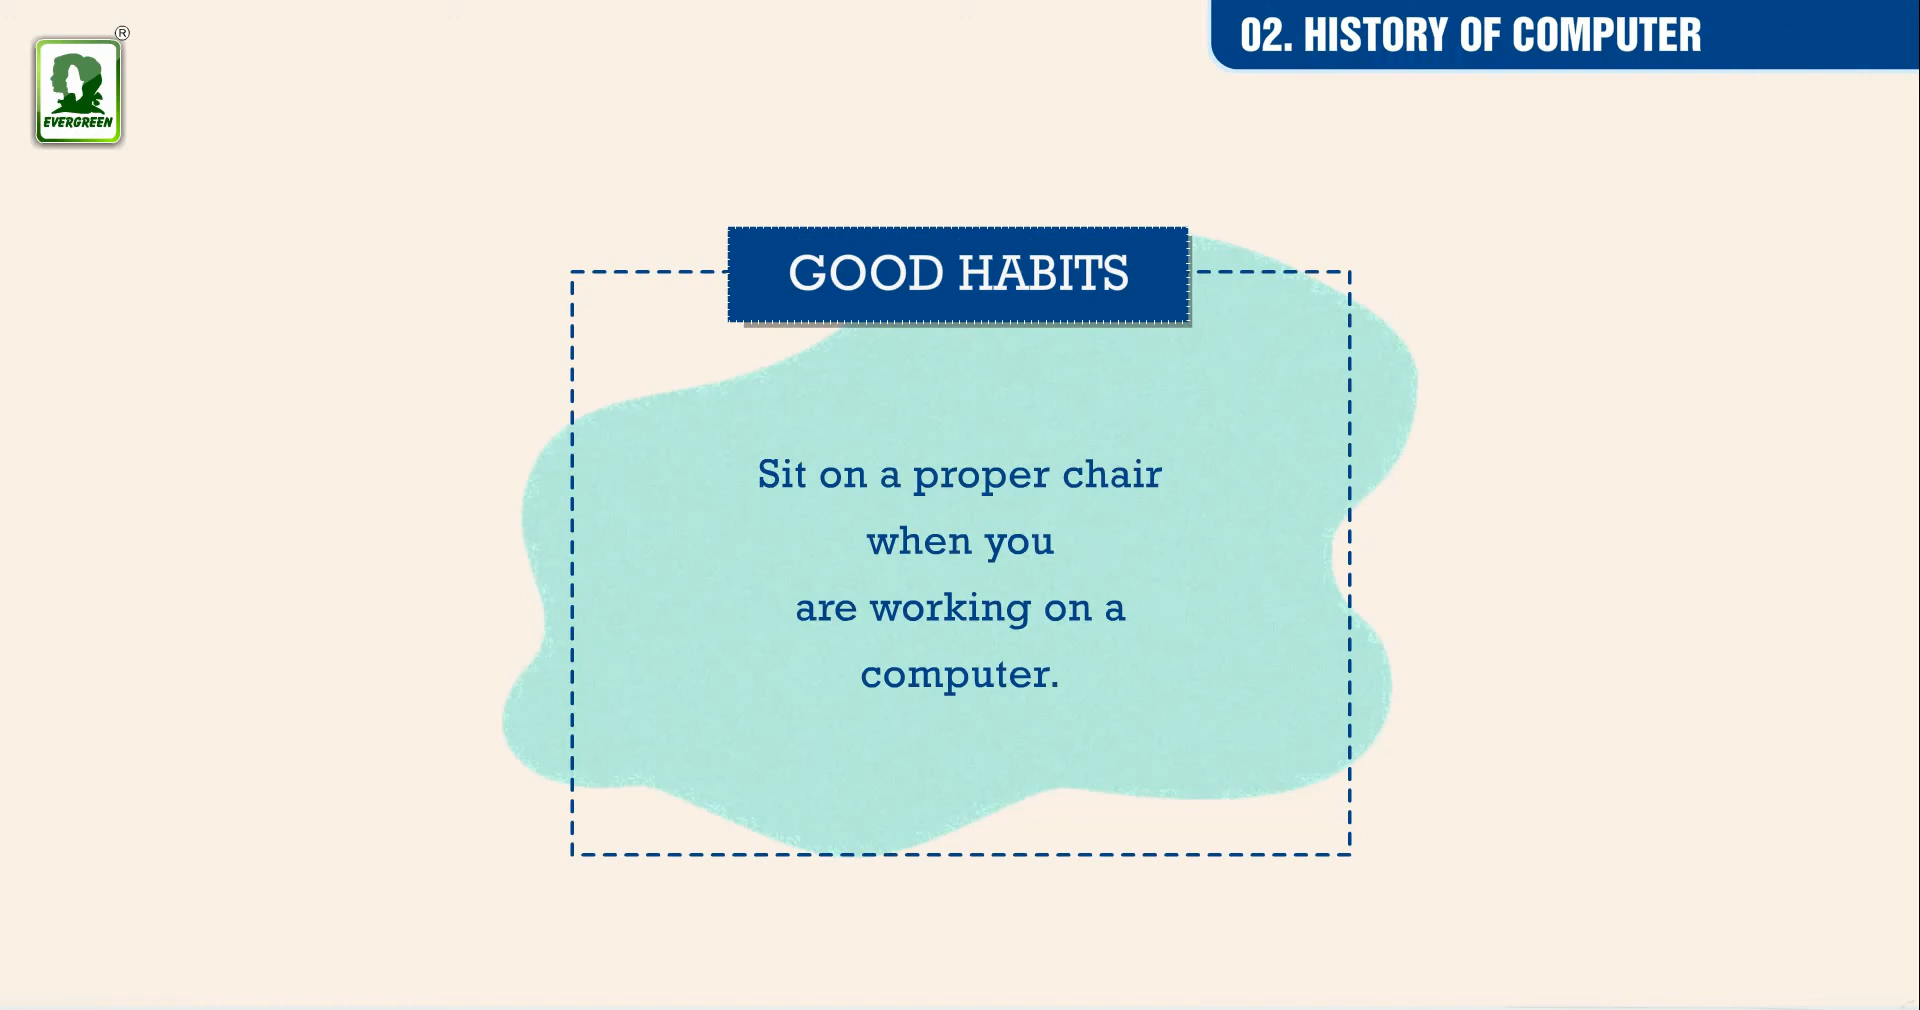 02. HISTORY OF COMPUTER
®
EVERGREEN
GOOD HABITS
Sit on a proper chair
when you
are working on a
computer.